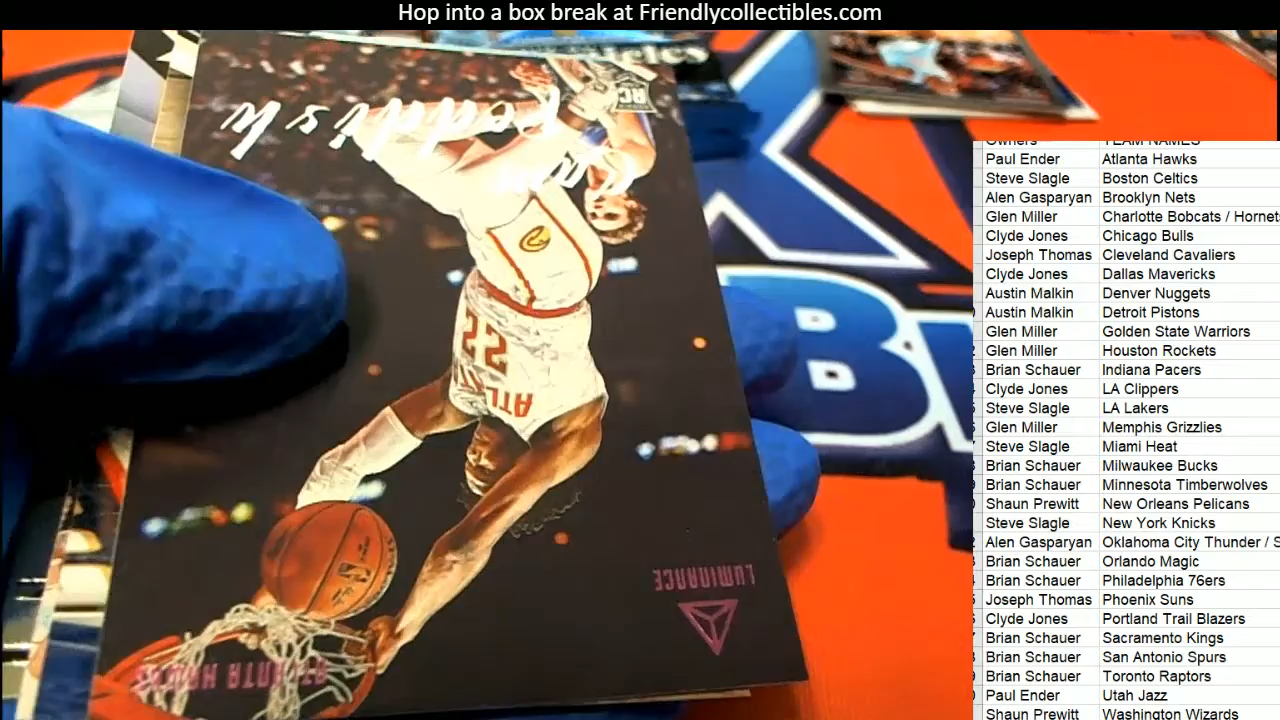 Hop into a box break at Friendlycollectibles.com
Owners TEAM NAMES
Paul Ender Atlanta Hawks
Steve Slagle Boston Celtics
Alen Gasparyan Brooklyn Nets
Glen Miller Charlotte Bobcats / Hornet
Clyde Jones Chicago Bulls
Joseph Thomas Cleveland Cavaliers
Clyde Jones Dallas Mavericks
Austin Malkin Denver Nuggets
Austin Malkin Detroit Pistons
Glen Miller Golden State Warriors
Glen Miller Houston Rockets
Brian Schauer Indiana Pacers
Clyde Jones LA Clippers
Steve Slagle LA Lakers
Glen Miller Memphis Grizzlies
Steve Slagle Miami Heat
Brian Schauer Milwaukee Bucks
Brian Schauer Minnesota Timberwolves
Shaun Prewitt New Orleans Pelicans
Steve Slagle New York Knicks
Alen Gasparyan Oklahoma City Thunder / S
Brian Schauer Orlando Magic
Brian Schauer Philadelphia 76ers
Joseph Thomas Phoenix Suns
Clyde Jones Portland Trail Blazers
Brian Schauer Sacramento Kings
Brian Schauer San Antonio Spurs
Brian Schauer Toronto Raptors
Paul Ender Utah Jazz
Shaun Prewitt Washington Wizards
ATLANTA HAWKS
LUMINANCE
ATLANT
22
Cam
Reddish
RC